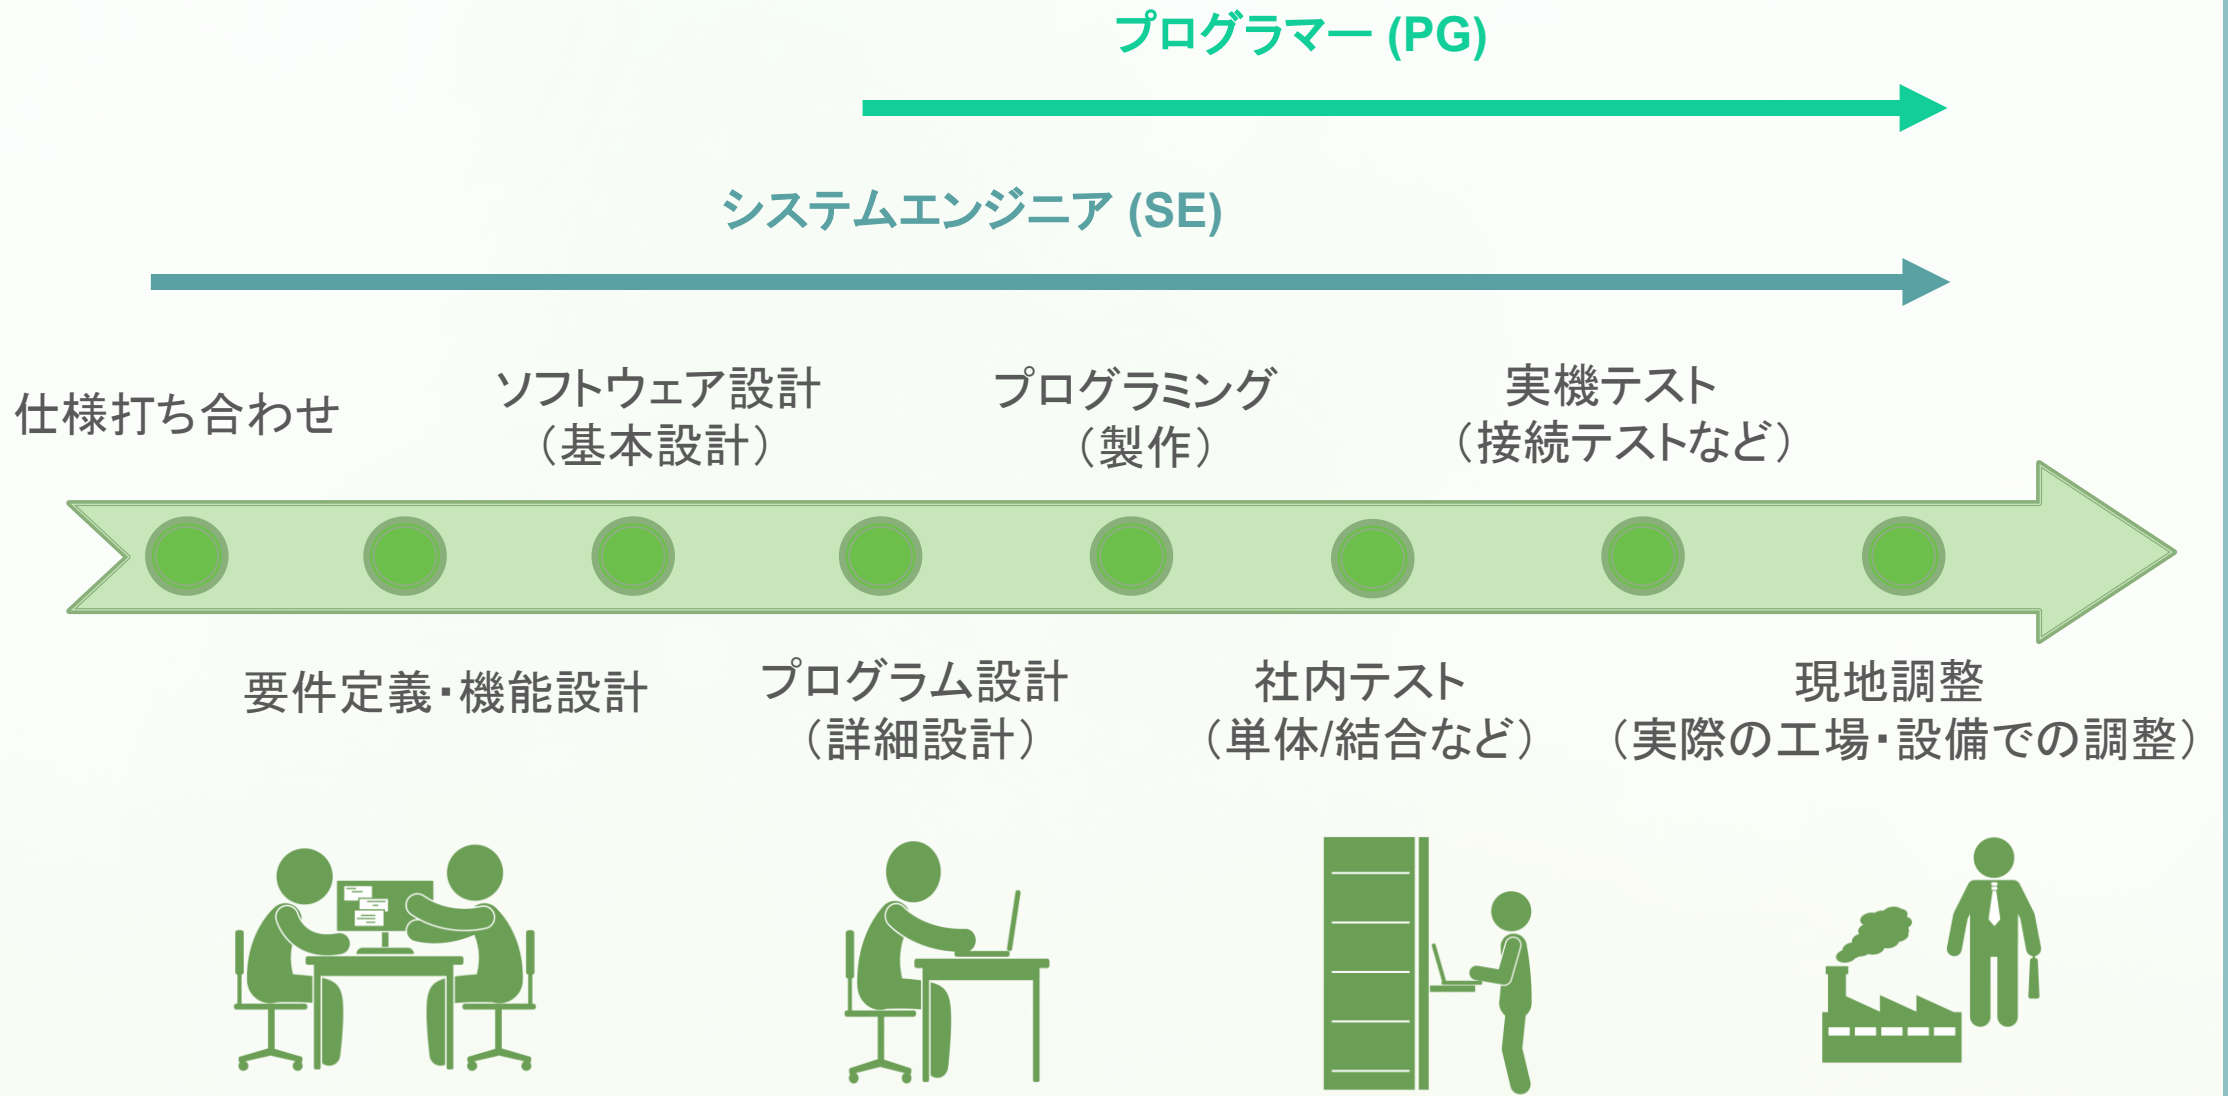 プログラマー (PG)
システムエンジニア (SE)
仕様打ち合わせ
ソフトウェア設計
（基本設計）
プログラミング
（製作）
実機テスト
（接続テストなど）
要件定義・機能設計
プログラム設計
（詳細設計）
社内テスト
（単体/結合など）
現地調整
（実際の工場・設備での調整）